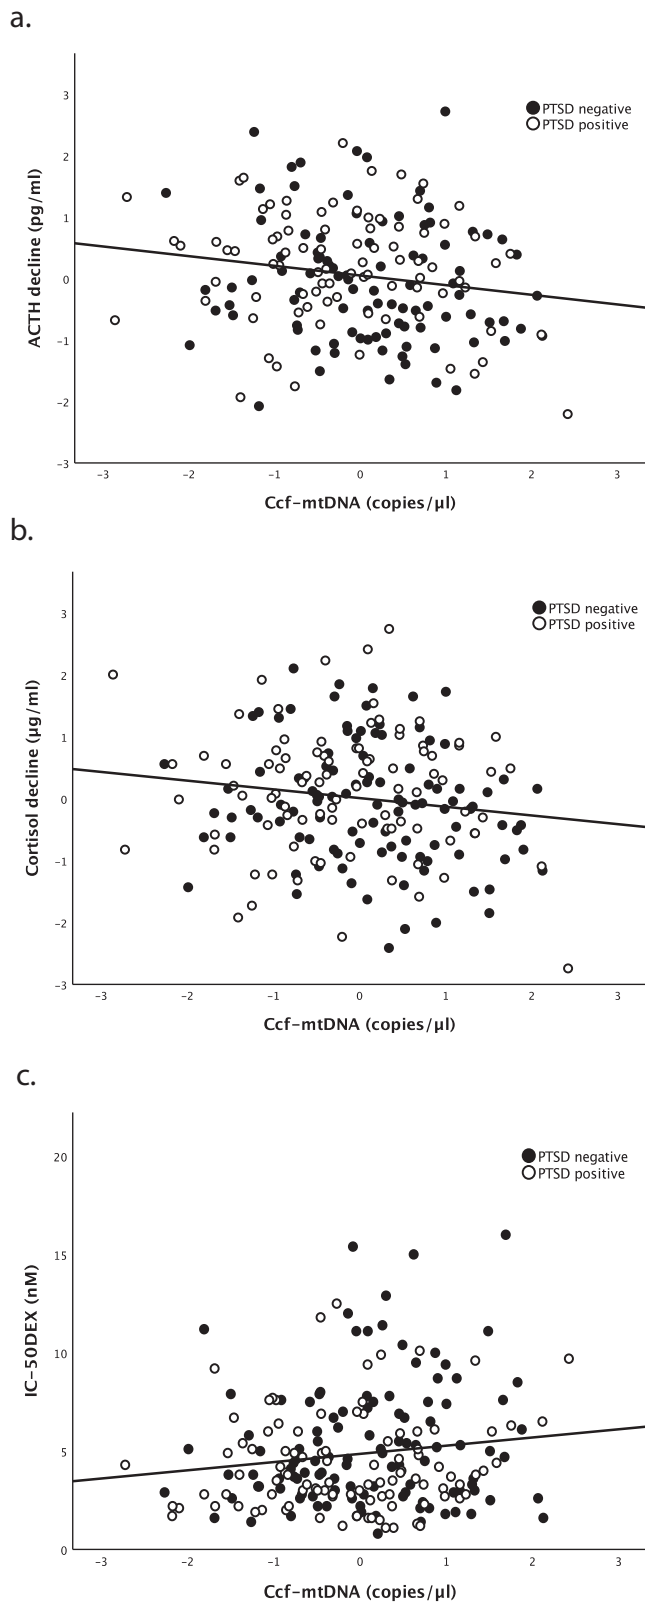 a.
PTSD negative
PTSD positive
3
2
1
0
−1
−2
−3
ACTH decline (pg/ml)
−3 −2 −1 0 1 2 3
Ccf-mtDNA (copies/µl)
b.
PTSD negative
PTSD positive
3
2
1
0
−1
−2
−3
Cortisol decline (µg/ml)
−3 −2 −1 0 1 2 3
Ccf-mtDNA (copies/µl)
c.
PTSD negative
PTSD positive
20
15
10
5
0
IC-50DEX (nM)
−3 −2 −1 0 1 2 3
Ccf-mtDNA (copies/µl)